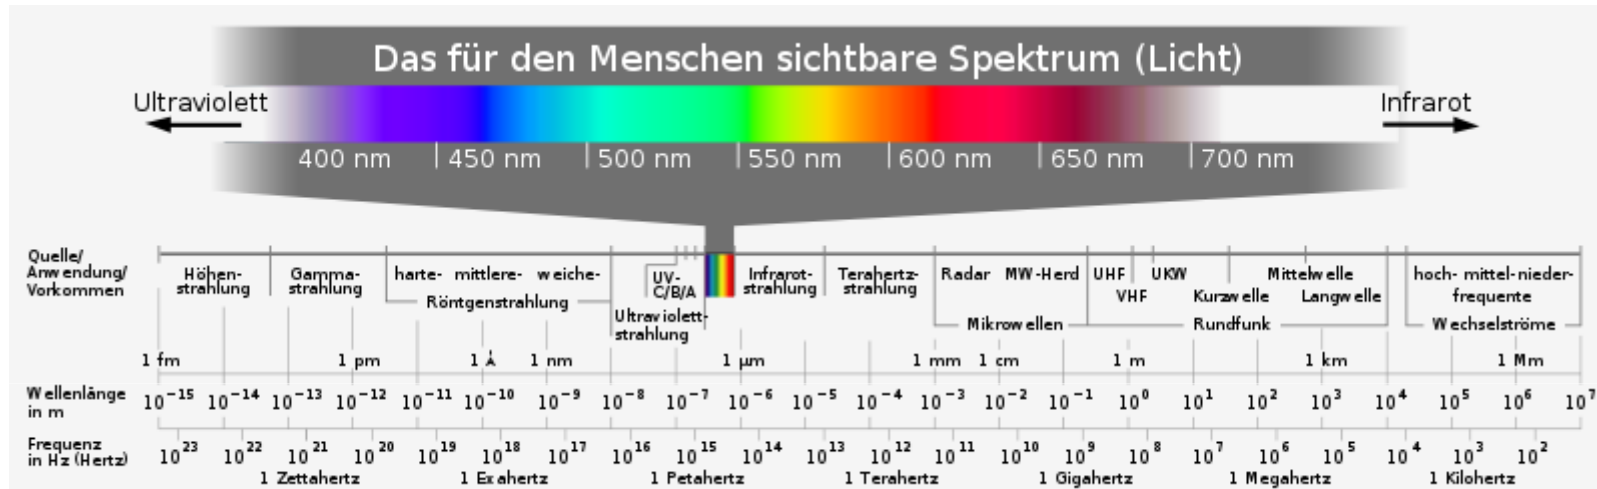 Das für den Menschen sichtbare Spektrum (Licht)
Ultraviolett
Infrarot
400 nm 450 nm 500 nm 550 nm 600 nm 650 nm 700 nm
Quelle/
Anwendung/
Vorkommen
Höhen-
strahlung
Gamma-
strahlung
harte- mittlere- weiche-
Röntgenstrahlung
UV-
C/B/A
Ultraviolett-
strahlung
Infrarot-
strahlung
Terahertz-
strahlung
Radar MW-Herd
Mikrowellen
UHF UKW Mittelwelle
VHF Kurzwelle Langwelle
Rundfunk
hoch- mittel- nieder-
frequente
Wechselströme
1 fm 1 pm 1 Å 1 nm 1 µm 1 mm 1 cm 1 m 1 km 1 Mm
Wellenlänge
in m
10⁻¹⁵ 10⁻¹⁴ 10⁻¹³ 10⁻¹² 10⁻¹¹ 10⁻¹⁰ 10⁻⁹ 10⁻⁸ 10⁻⁷ 10⁻⁶ 10⁻⁵ 10⁻⁴ 10⁻³ 10⁻² 10⁻¹ 10⁰ 10¹ 10² 10³ 10⁴ 10⁵ 10⁶ 10⁷
Frequenz
in Hz (Hertz)
10²³ 10²² 10²¹ 10²⁰ 10¹⁹ 10¹⁸ 10¹⁷ 10¹⁶ 10¹⁵ 10¹⁴ 10¹³ 10¹² 10¹¹ 10¹⁰ 10⁹ 10⁸ 10⁷ 10⁶ 10⁵ 10⁴ 10³ 10²
1 Zettahertz 1 Exahertz 1 Petahertz 1 Terahertz 1 Gigahertz 1 Megahertz 1 Kilohertz